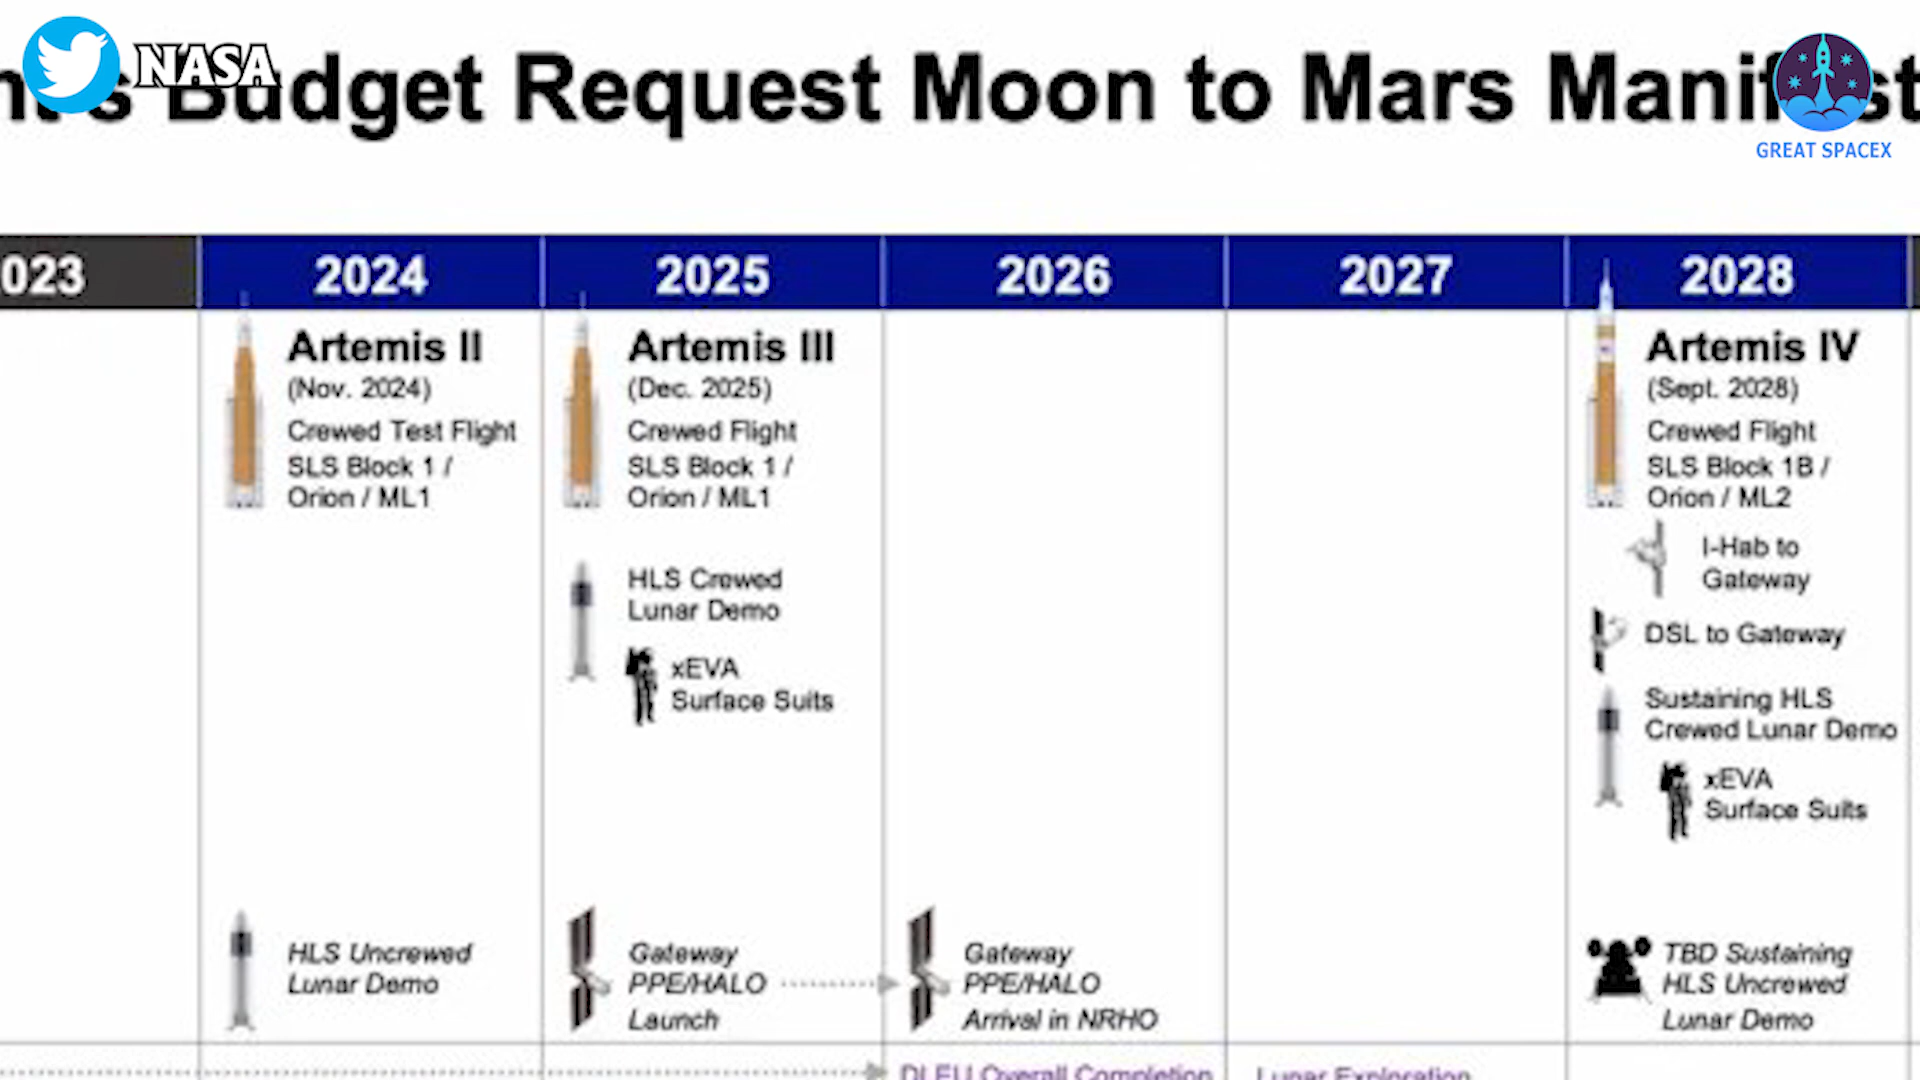 NASA
Budget Request Moon to Mars
GREAT SPACEX
023
2024
2025
2026
2027
2028
Artemis II
(Nov. 2024)
Crewed Test Flight
SLS Block 1 /
Orion / ML1
HLS Uncrewed
Lunar Demo
Artemis III
(Dec. 2025)
Crewed Flight
SLS Block 1 /
Orion / ML1
HLS Crewed
Lunar Demo
xEVA
Surface Suits
Gateway
PPE/HALO
Launch
Gateway
PPE/HALO
Arrival in NRHO
Artemis IV
(Sept. 2028)
Crewed Flight
SLS Block 1B /
Orion / ML2
I-Hab to
Gateway
DSL to Gateway
Sustaining HLS
Crewed Lunar Demo
xEVA
Surface Suits
TBD Sustaining
HLS Uncrewed
Lunar Demo
Overall Completion
Lunar Exploration